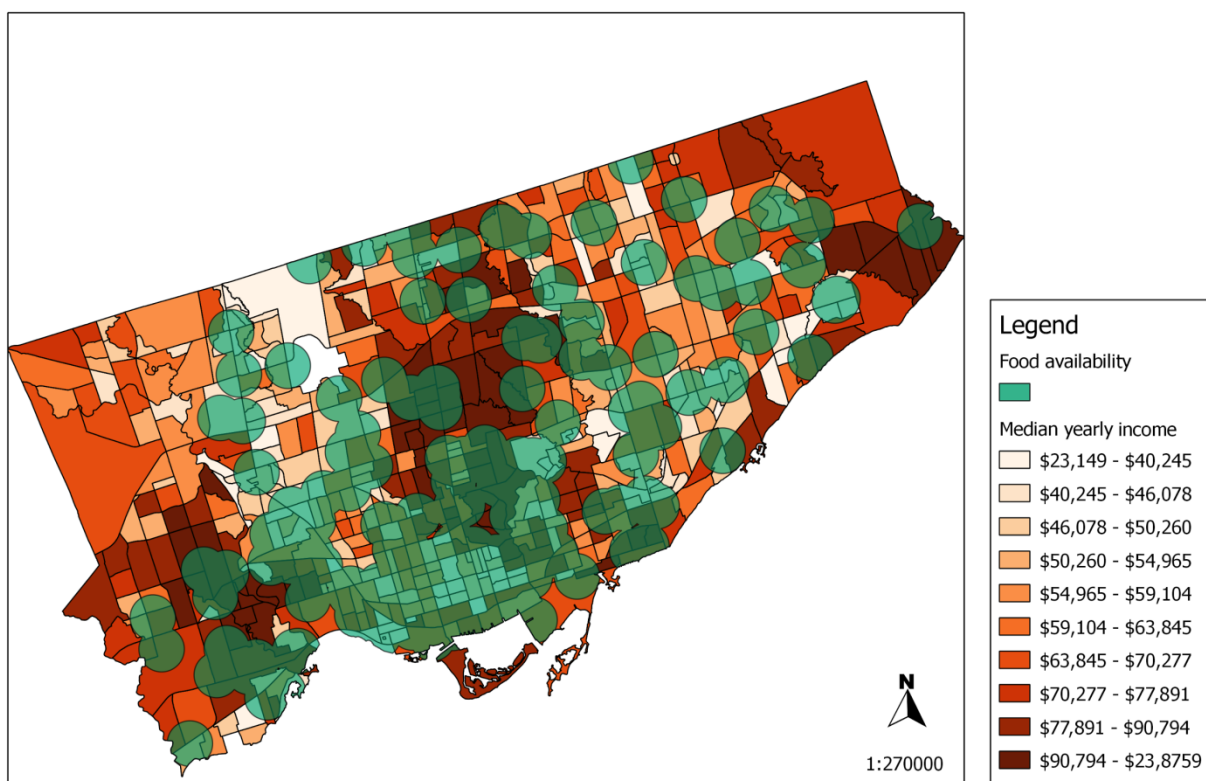 N
1:270000
Legend
Food availability
Median yearly income
$23,149 - $40,245
$40,245 - $46,078
$46,078 - $50,260
$50,260 - $54,965
$54,965 - $59,104
$59,104 - $63,845
$63,845 - $70,277
$70,277 - $77,891
$77,891 - $90,794
$90,794 - $23,8759